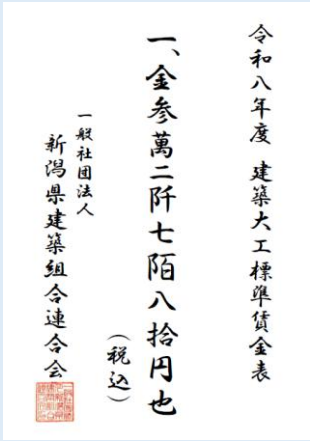 令和八年度 建築大工標準賃金表
一、金参萬二阡七陌八拾円也
(税込)
一般社団法人
新潟県建築組合連合会